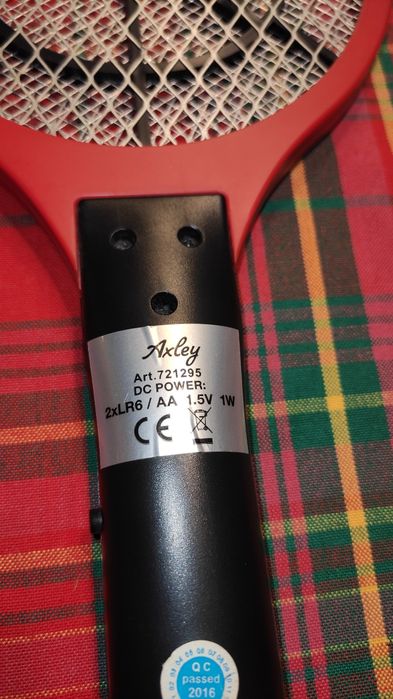 Axley
Art.721295
DC POWER:
2xLR6 / AA 1.5V 1W
CE
QC
passed
2016